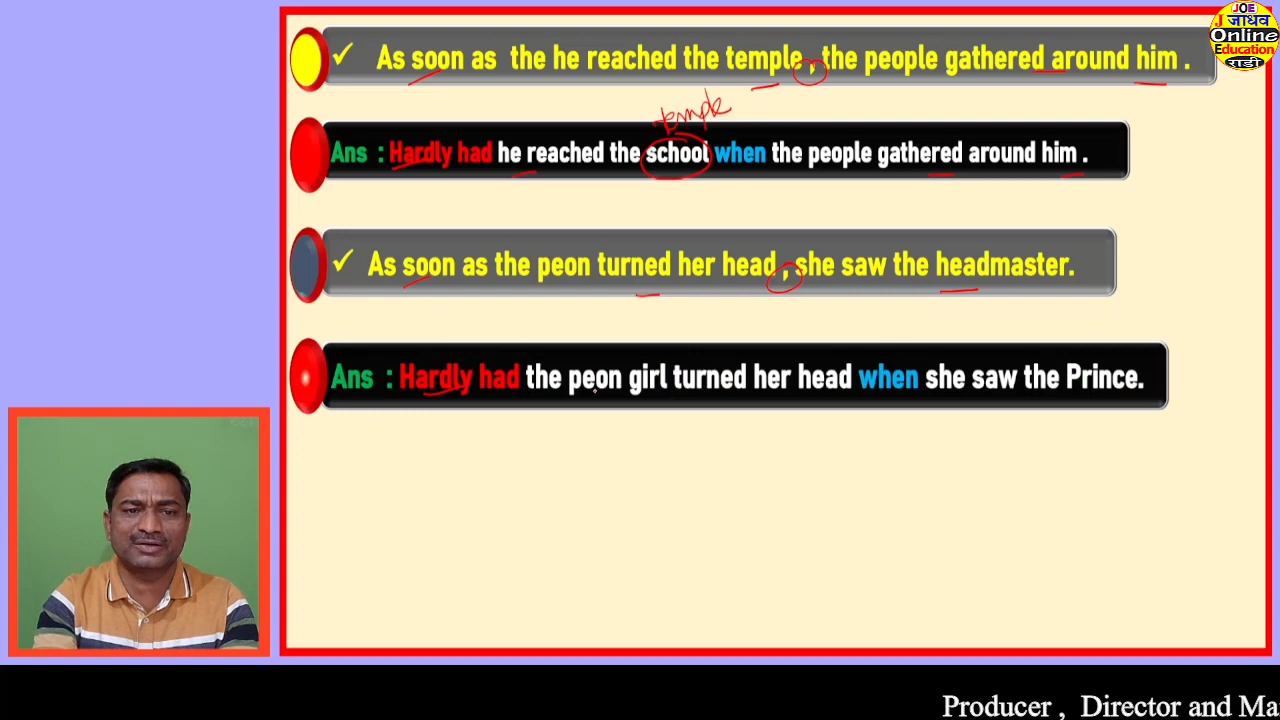 JOE
J जाधव
Online
Education
राडी
✓ As soon as the he reached the temple , the people gathered around him .
temple
Ans : Hardly had he reached the school when the people gathered around him .
✓ As soon as the peon turned her head , she saw the headmaster.
Ans : Hardly had the peon girl turned her head when she saw the Prince.
Producer , Director and Ma